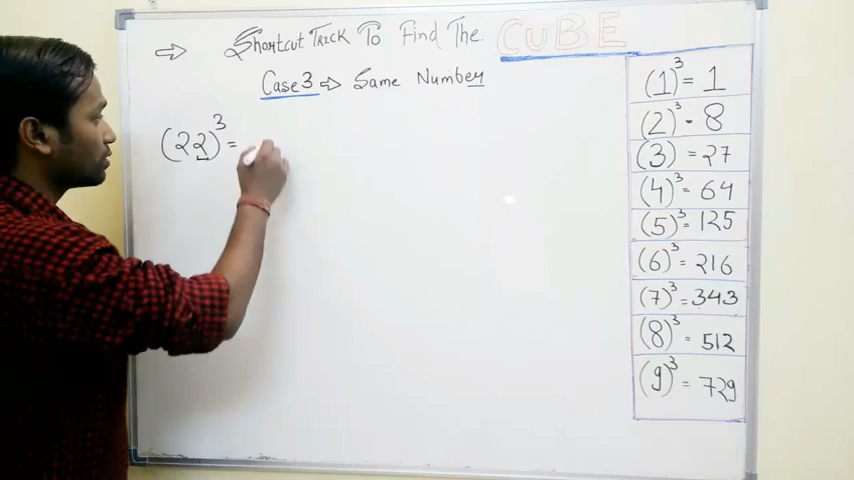 ⇒ Shortcut Trick To Find The CUBE
Case 3 ⇒ Same Number
(22)³ =
(1)³ = 1
(2)³ = 8
(3)³ = 27
(4)³ = 64
(5)³ = 125
(6)³ = 216
(7)³ = 343
(8)³ = 512
(9)³ = 729